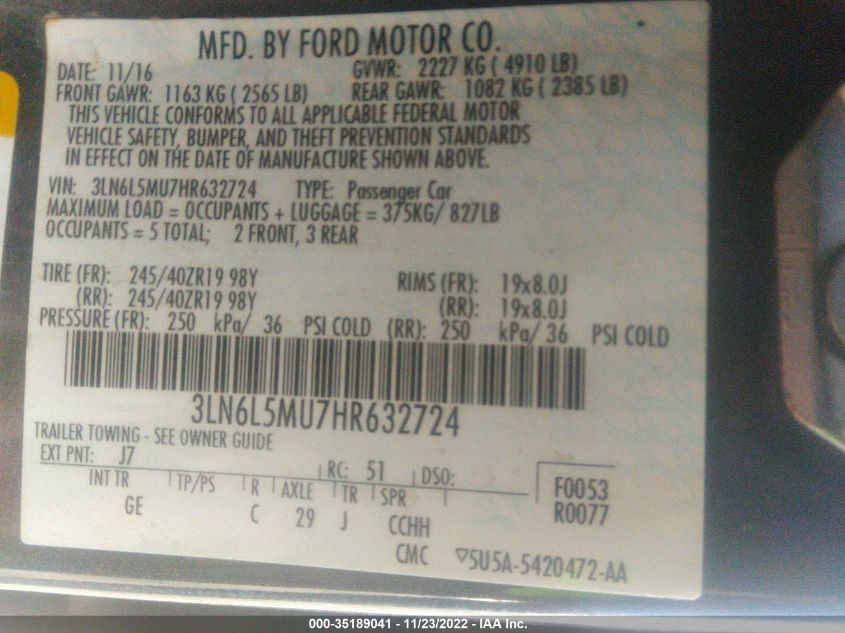 MFD. BY FORD MOTOR CO.
DATE: 11/16 GVWR: 2227 KG ( 4910 LB)
FRONT GAWR: 1163 KG ( 2565 LB) REAR GAWR: 1082 KG ( 2385 LB)
THIS VEHICLE CONFORMS TO ALL APPLICABLE FEDERAL MOTOR
VEHICLE SAFETY, BUMPER, AND THEFT PREVENTION STANDARDS
IN EFFECT ON THE DATE OF MANUFACTURE SHOWN ABOVE.
VIN: 3LN6L5MU7HR632724 TYPE: Passenger Car
MAXIMUM LOAD = OCCUPANTS + LUGGAGE = 375KG/ 827LB
OCCUPANTS = 5 TOTAL; 2 FRONT, 3 REAR
TIRE (FR): 245/40ZR19 98Y RIMS (FR): 19x8.0J
(RR): 245/40ZR19 98Y (RR): 19x8.0J
PRESSURE (FR): 250 kPa/ 36 PSI COLD (RR): 250 kPa/ 36 PSI COLD
3LN6L5MU7HR632724
TRAILER TOWING - SEE OWNER GUIDE
EXT PNT: J7 RC: 51 DSO:
INT TR TP/PS R AXLE TR SPR F0053
GE C 29 J CCHH R0077
CMC ▽5U5A-5420472-AA
000-35189041 - 11/23/2022 - IAA Inc.